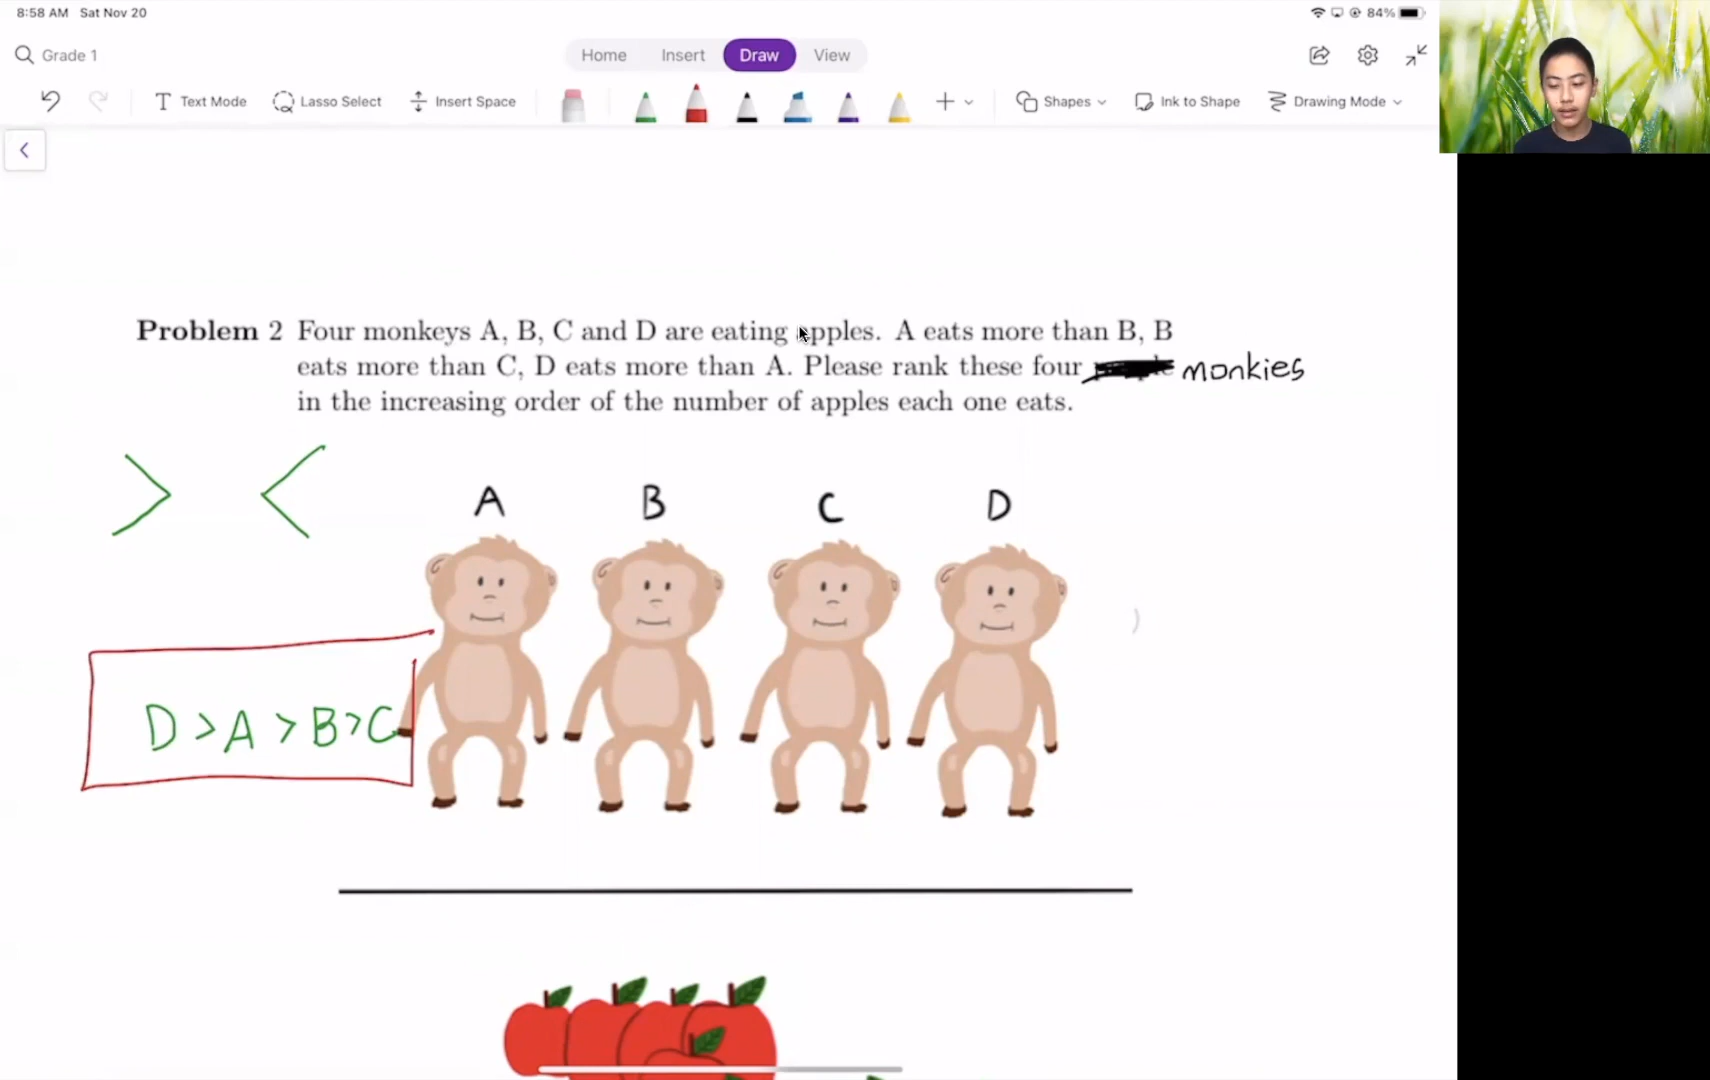 8:58 AM Sat Nov 20
84%
Grade 1
Home Insert Draw View
Text Mode Lasso Select Insert Space Shapes Ink to Shape Drawing Mode
Problem 2 Four monkeys A, B, C and D are eating apples. A eats more than B, B
eats more than C, D eats more than A. Please rank these four monkies
in the increasing order of the number of apples each one eats.
> <
A B C D
D > A > B > C